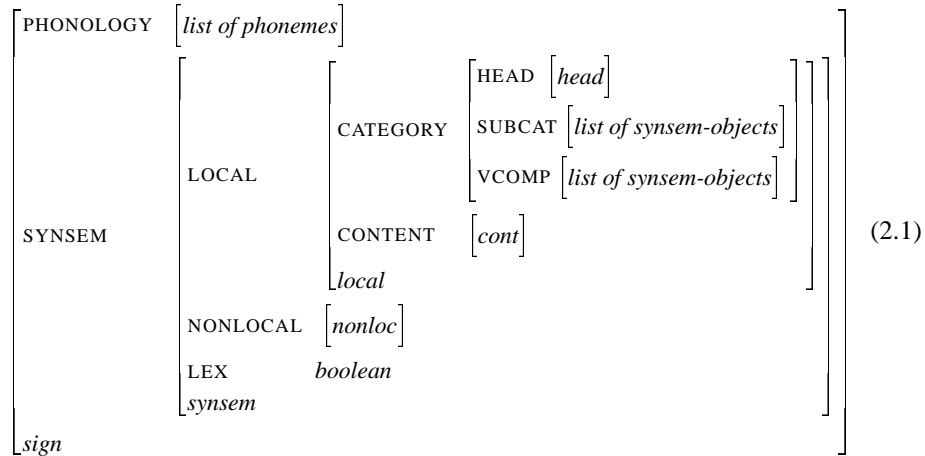 PHONOLOGY [list of phonemes]
HEAD [head]
CATEGORY SUBCAT [list of synsem-objects]
LOCAL VCOMP [list of synsem-objects]
SYNSEM CONTENT [cont] (2.1)
local
NONLOCAL [nonloc]
LEX boolean
synsem
sign